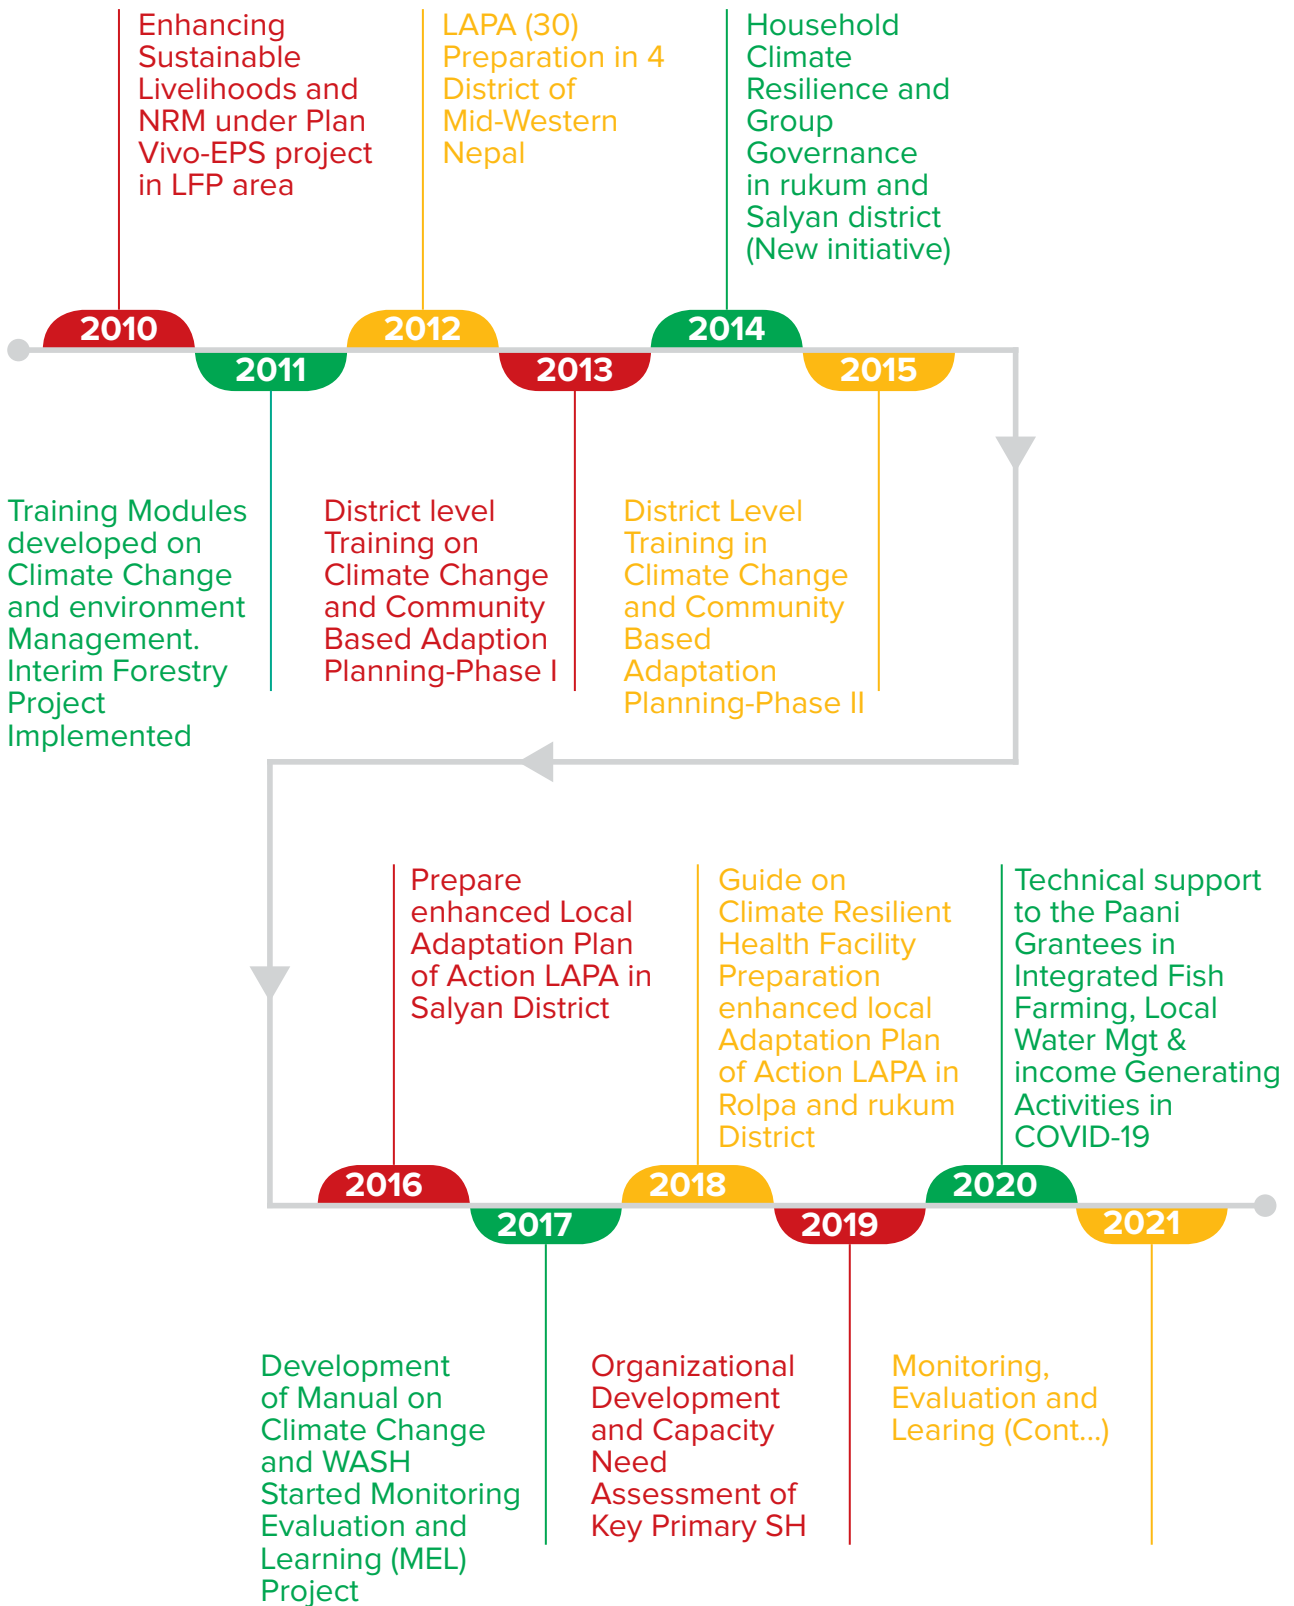 Enhancing
Sustainable
Livelihoods and
NRM under Plan
Vivo-EPS project
in LFP area
LAPA (30)
Preparation in 4
District of
Mid-Western
Nepal
Household
Climate
Resilience and
Group
Governance
in rukum and
Salyan district
(New initiative)
2010
2012
2014
2011
2013
2015
Training Modules
developed on
Climate Change
and environment
Management.
Interim Forestry
Project
Implemented
District level
Training on
Climate Change
and Community
Based Adaption
Planning-Phase I
District Level
Training in
Climate Change
and Community
Based
Adaptation
Planning-Phase II
Prepare
enhanced Local
Adaptation Plan
of Action LAPA in
Salyan District
Guide on
Climate Resilient
Health Facility
Preparation
enhanced local
Adaptation Plan
of Action LAPA in
Rolpa and rukum
District
Technical support
to the Paani
Grantees in
Integrated Fish
Farming, Local
Water Mgt &
income Generating
Activities in
COVID-19
2016
2018
2020
2017
2019
2021
Development
of Manual on
Climate Change
and WASH
Started Monitoring
Evaluation and
Learning (MEL)
Project
Organizational
Development
and Capacity
Need
Assessment of
Key Primary SH
Monitoring,
Evaluation and
Learing (Cont...)